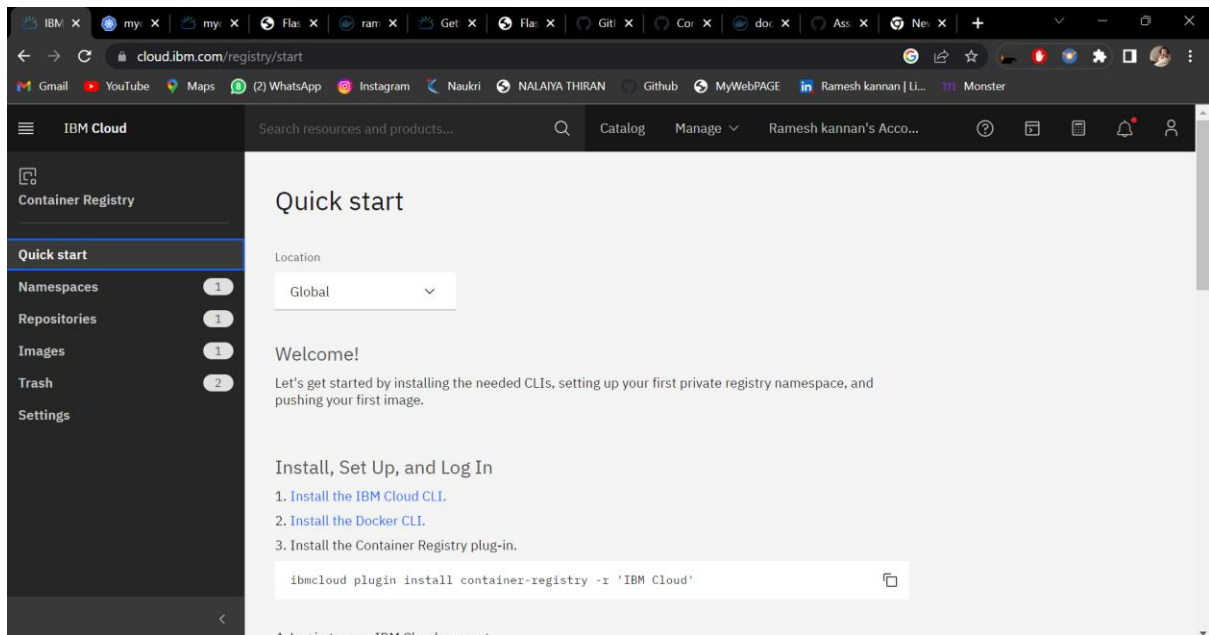 IBM
myc
myc
Flas
ram
Get
Flas
Gitl
Cor
doc
Ass
Nev
cloud.ibm.com/registry/start
Gmail YouTube Maps (2) WhatsApp Instagram Naukri NALAIYA THIRAN Github MyWebPAGE Ramesh kannan | Li... Monster
IBM Cloud
Search resources and products...
Catalog
Manage
Ramesh kannan's Acco...
Container Registry
Quick start
Namespaces 1
Repositories 1
Images 1
Trash 2
Settings
Quick start
Location
Global
Welcome!
Let's get started by installing the needed CLIs, setting up your first private registry namespace, and
pushing your first image.
Install, Set Up, and Log In
1. Install the IBM Cloud CLI.
2. Install the Docker CLI.
3. Install the Container Registry plug-in.
ibmcloud plugin install container-registry -r 'IBM Cloud'